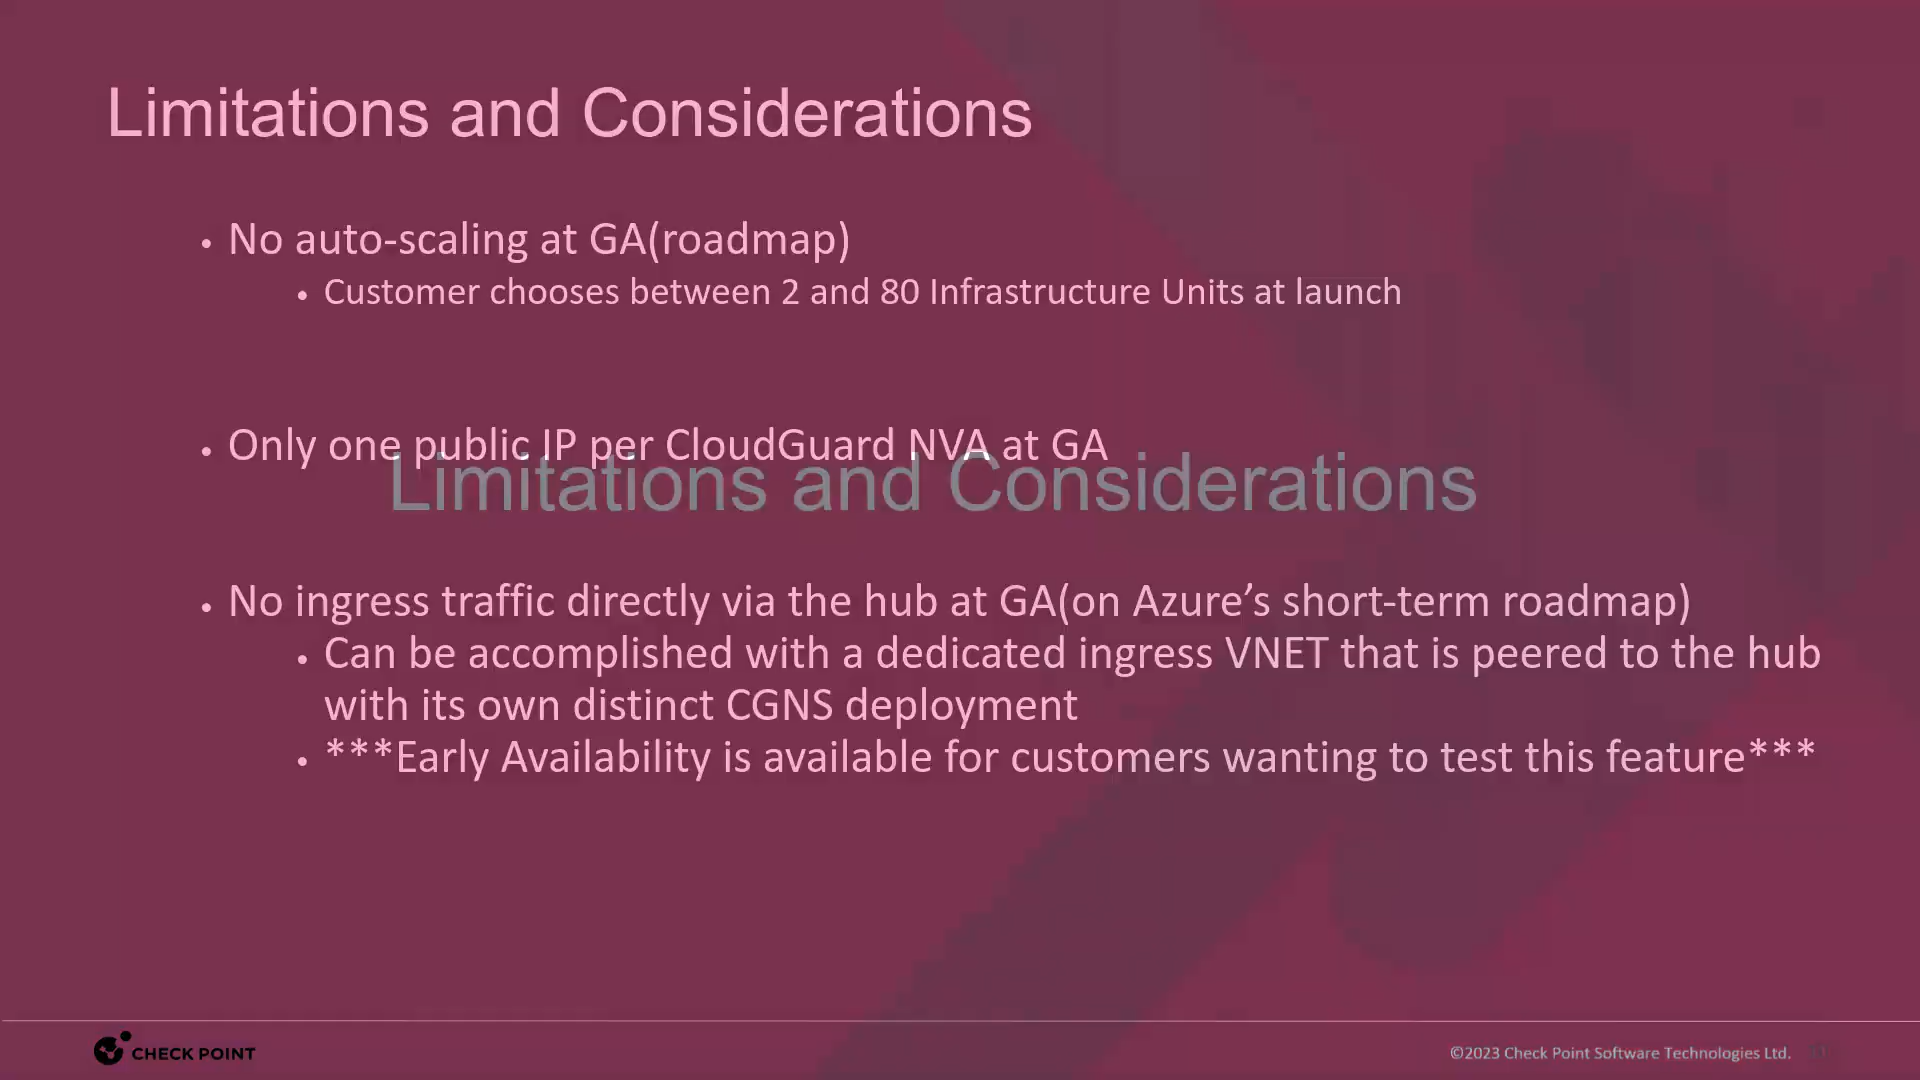 Limitations and Considerations
• No auto-scaling at GA(roadmap)
• Customer chooses between 2 and 80 Infrastructure Units at launch
• Only one public IP per CloudGuard NVA at GA
Limitations and Considerations
• No ingress traffic directly via the hub at GA(on Azure’s short-term roadmap)
• Can be accomplished with a dedicated ingress VNET that is peered to the hub
with its own distinct CGNS deployment
• ***Early Availability is available for customers wanting to test this feature***
CHECK POINT
©2023 Check Point Software Technologies Ltd.